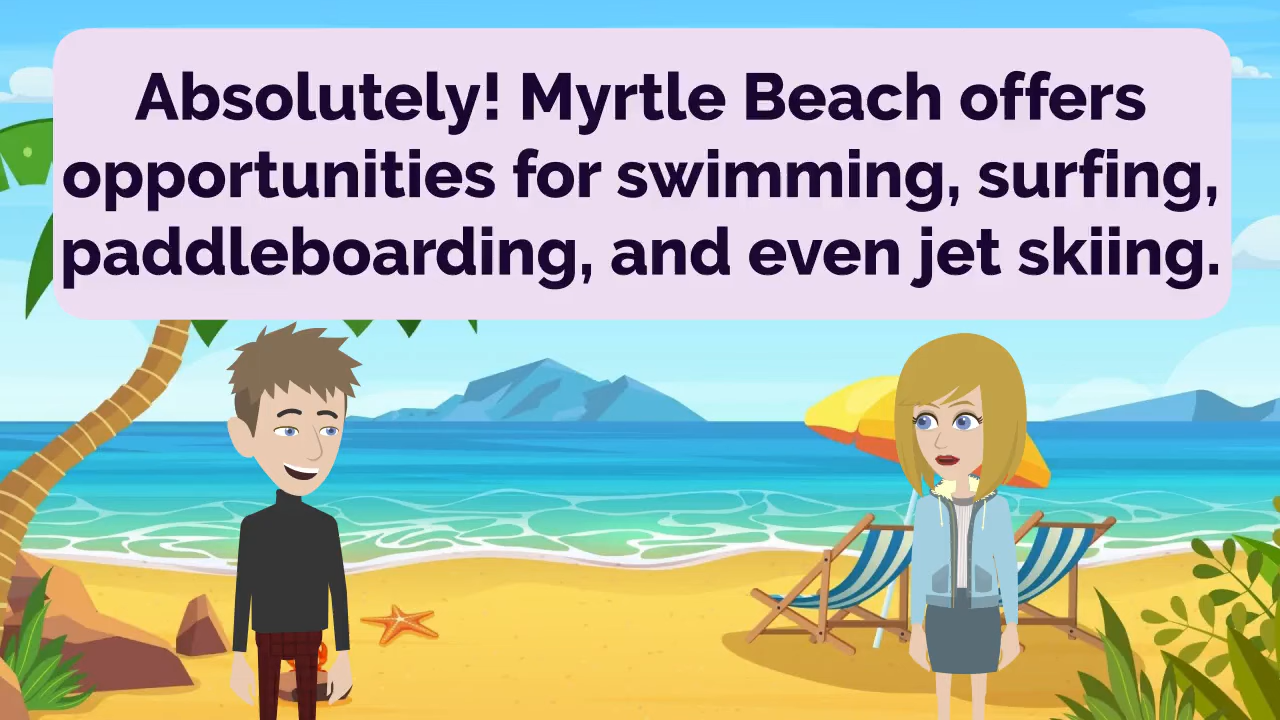 Absolutely! Myrtle Beach offers
opportunities for swimming, surfing,
paddleboarding, and even jet skiing.